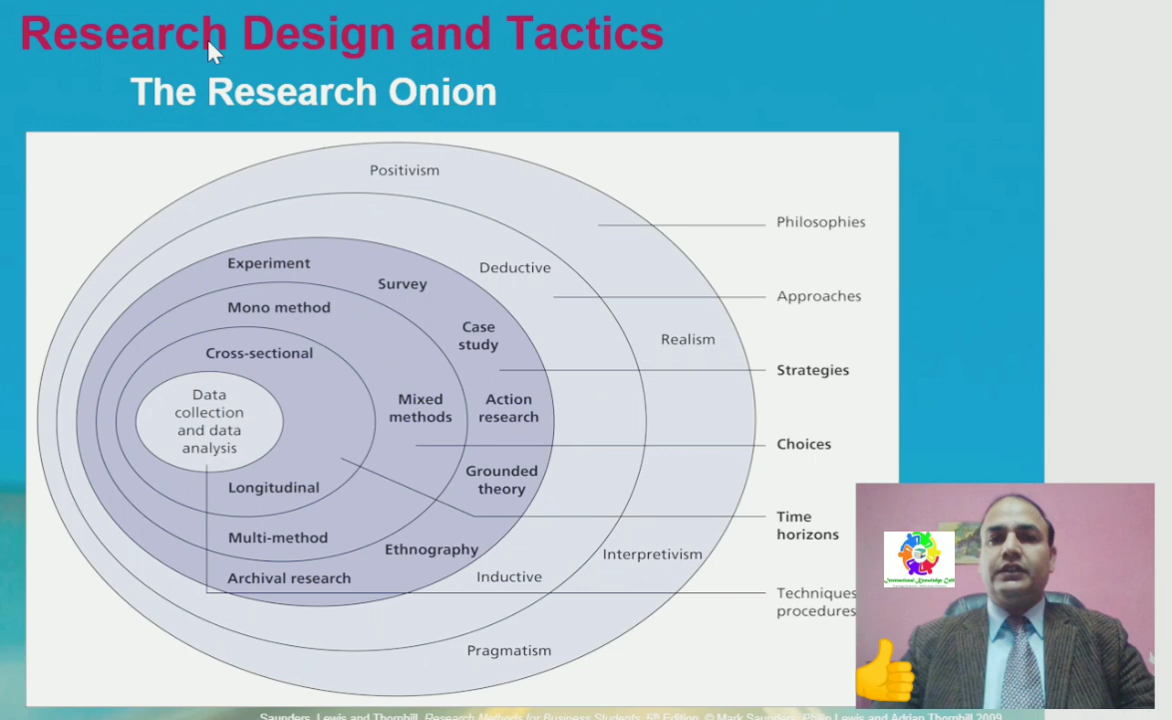 Research Design and Tactics
The Research Onion
Positivism
Philosophies
Experiment
Deductive
Survey
Approaches
Mono method
Case
study
Realism
Cross-sectional
Strategies
Data
collection
and data
analysis
Mixed
methods
Action
research
Choices
Grounded
theory
Longitudinal
Time
horizons
Multi-method
Ethnography
Interpretivism
Archival research
Inductive
Techniques
procedures
Pragmatism
International Knowledge Cell
Saunders, Lewis and Thornhill, Research Methods for Business Students, 5th Edition, © Mark Saunders, Philip Lewis and Adrian Thornhill 2009